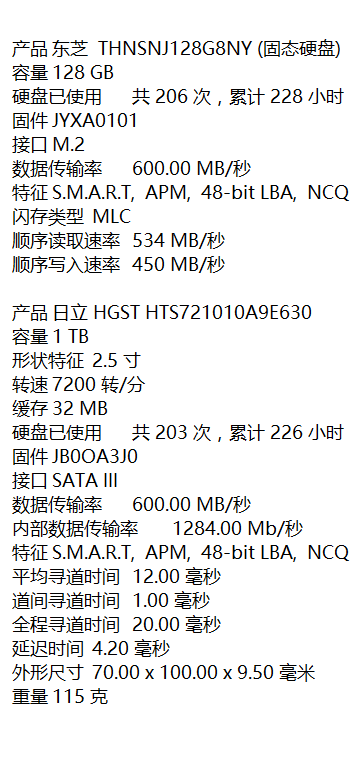 产品 东芝 THNSNJ128G8NY (固态硬盘)
容量 128 GB
硬盘已使用 共 206 次，累计 228 小时
固件 JYXA0101
接口 M.2
数据传输率 600.00 MB/秒
特征 S.M.A.R.T, APM, 48-bit LBA, NCQ
闪存类型 MLC
顺序读取速率 534 MB/秒
顺序写入速率 450 MB/秒
产品 日立 HGST HTS721010A9E630
容量 1 TB
形状特征 2.5 寸
转速 7200 转/分
缓存 32 MB
硬盘已使用 共 203 次，累计 226 小时
固件 JB0OA3J0
接口 SATA III
数据传输率 600.00 MB/秒
内部数据传输率 1284.00 Mb/秒
特征 S.M.A.R.T, APM, 48-bit LBA, NCQ
平均寻道时间 12.00 毫秒
道间寻道时间 1.00 毫秒
全程寻道时间 20.00 毫秒
延迟时间 4.20 毫秒
外形尺寸 70.00 x 100.00 x 9.50 毫米
重量 115 克